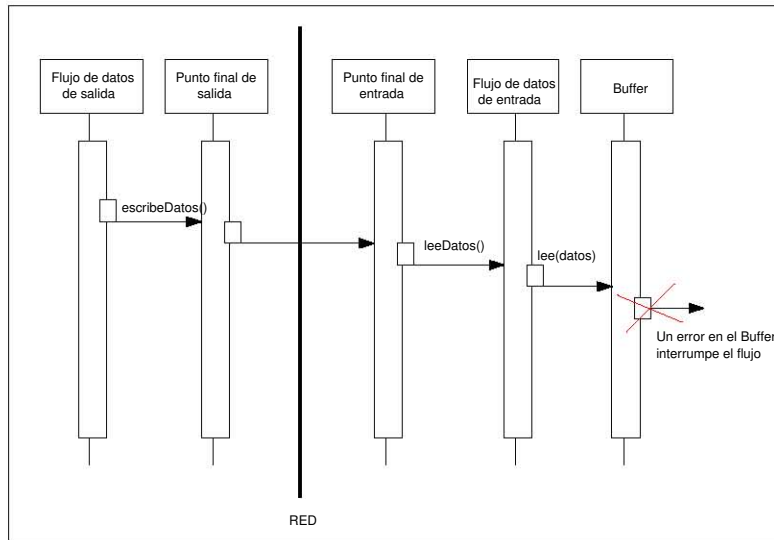 Flujo de datos
de salida
Punto final de
salida
Punto final de
entrada
Flujo de datos
de entrada
Buffer
escribeDatos()
leeDatos()
lee(datos)
Un error en el Buffer
interrumpe el flujo
RED